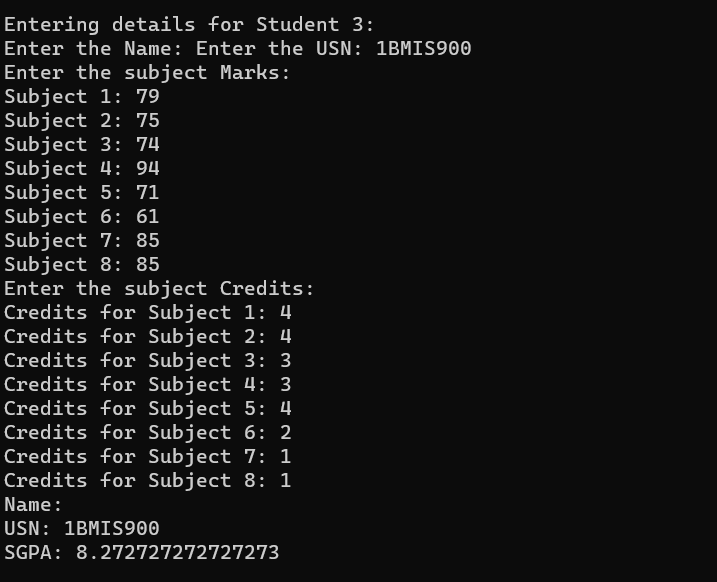 Entering details for Student 3:
Enter the Name: Enter the USN: 1BMIS900
Enter the subject Marks:
Subject 1: 79
Subject 2: 75
Subject 3: 74
Subject 4: 94
Subject 5: 71
Subject 6: 61
Subject 7: 85
Subject 8: 85
Enter the subject Credits:
Credits for Subject 1: 4
Credits for Subject 2: 4
Credits for Subject 3: 3
Credits for Subject 4: 3
Credits for Subject 5: 4
Credits for Subject 6: 2
Credits for Subject 7: 1
Credits for Subject 8: 1
Name:
USN: 1BMIS900
SGPA: 8.272727272727273